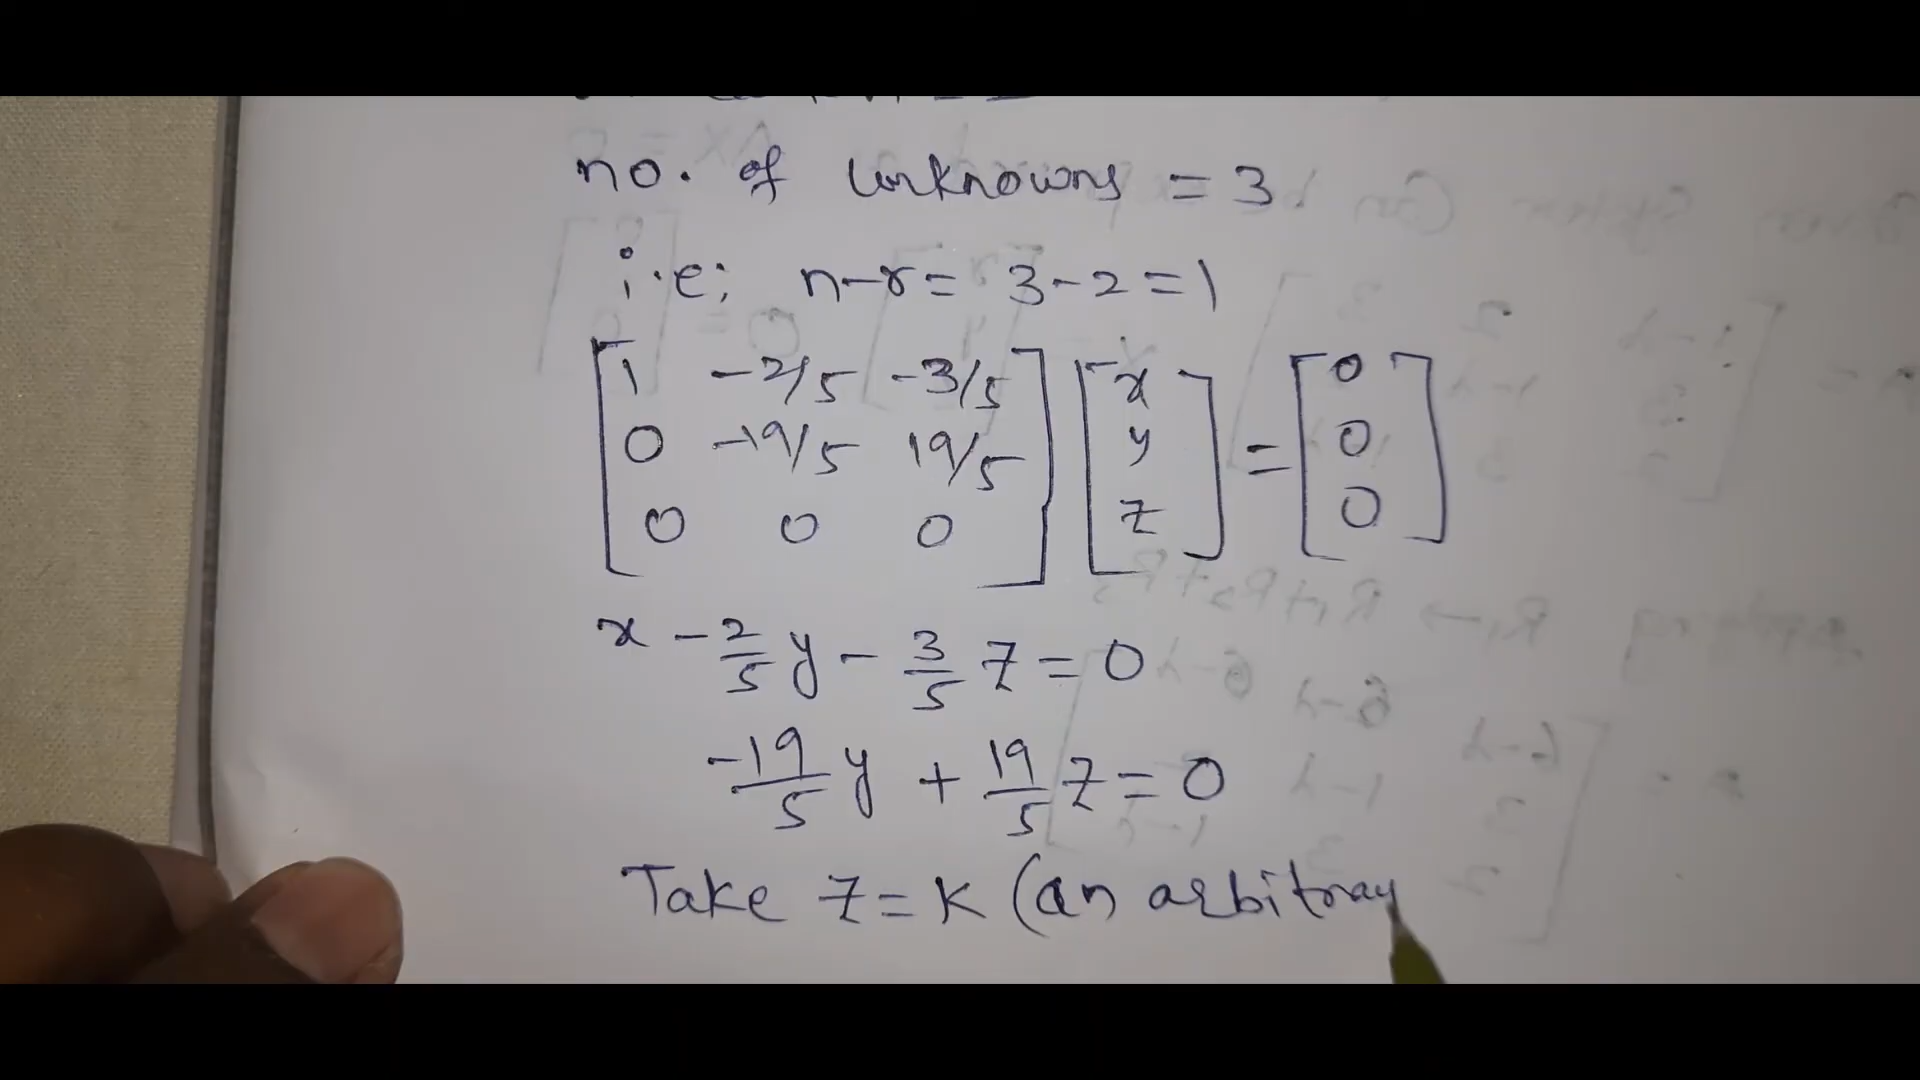 no. of unknowns = 3
i.e; n-r = 3-2 = 1
[1 -2/5 -3/5] [x] = [0]
[0 -19/5 19/5] [y] [0]
[0 0 0] [z] [0]
x - 2/5 y - 3/5 z = 0
-19/5 y + 19/5 z = 0
Take z = k (an arbitray